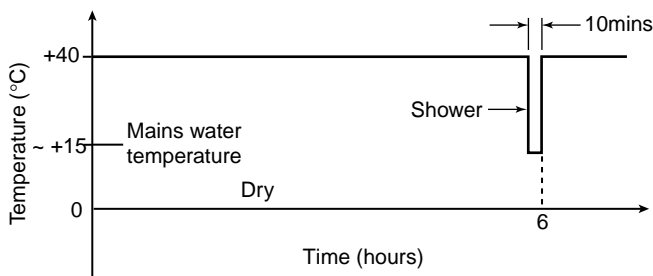 10mins
+40
Temperature (°C)
Shower
~ +15
Mains water
temperature
Dry
0
6
Time (hours)